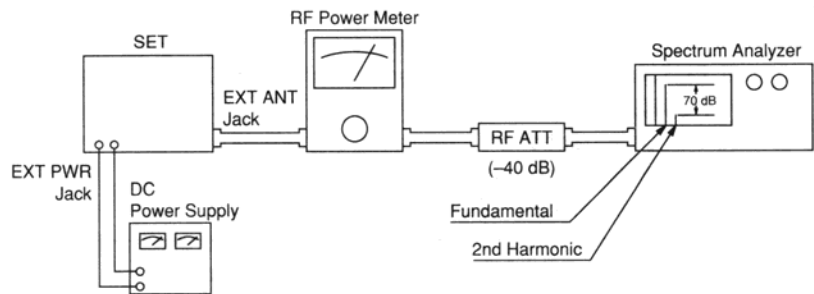 RF Power Meter
SET
Spectrum Analyzer
EXT ANT
Jack
70 dB
RF ATT
(–40 dB)
EXT PWR
Jack
DC
Power Supply
Fundamental
2nd Harmonic